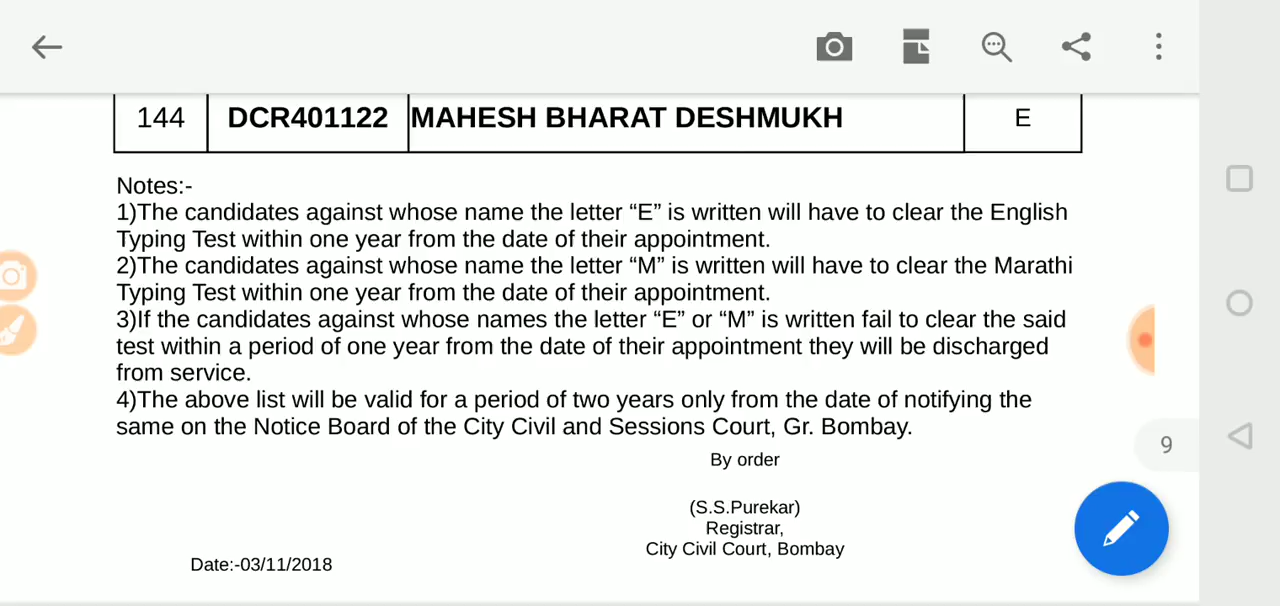 144 DCR401122 MAHESH BHARAT DESHMUKH E
Notes:-
1)The candidates against whose name the letter “E” is written will have to clear the English
Typing Test within one year from the date of their appointment.
2)The candidates against whose name the letter “M” is written will have to clear the Marathi
Typing Test within one year from the date of their appointment.
3)If the candidates against whose names the letter “E” or “M” is written fail to clear the said
test within a period of one year from the date of their appointment they will be discharged
from service.
4)The above list will be valid for a period of two years only from the date of notifying the
same on the Notice Board of the City Civil and Sessions Court, Gr. Bombay.
9
By order
(S.S.Purekar)
Registrar,
City Civil Court, Bombay
Date:-03/11/2018